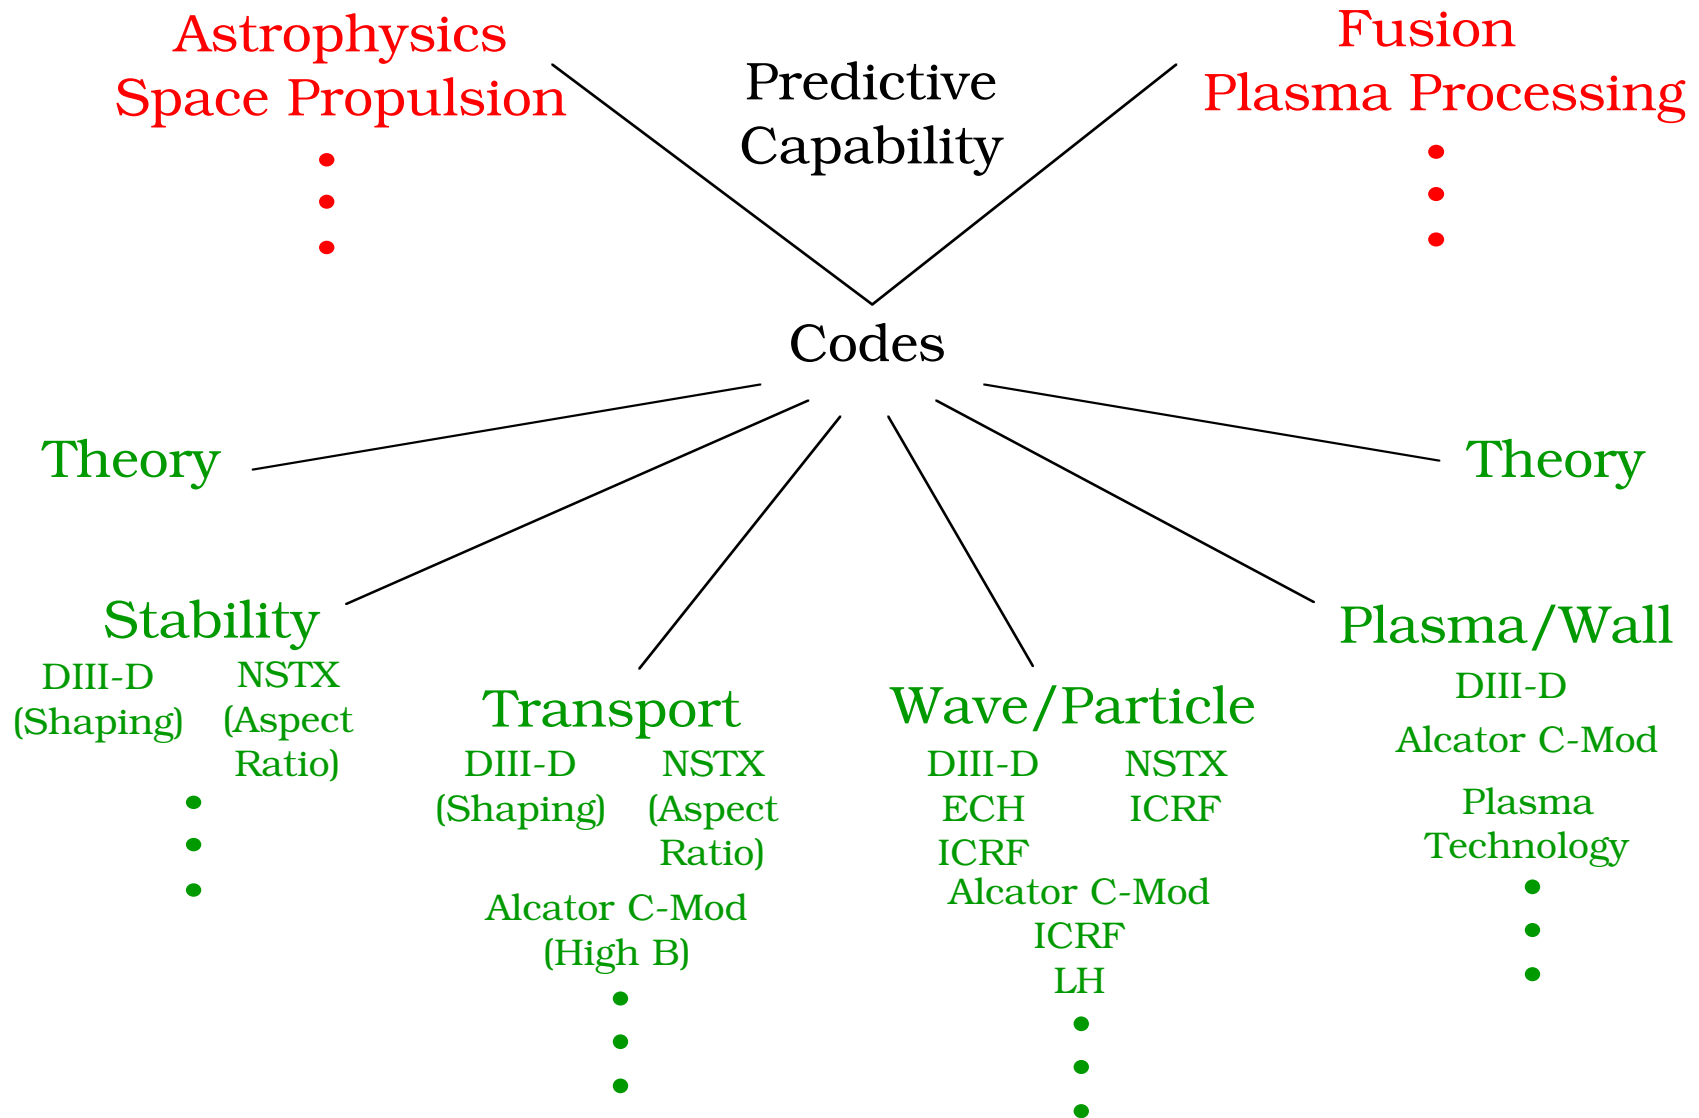 Astrophysics
Space Propulsion
Predictive
Capability
Fusion
Plasma Processing
Codes
Theory
Theory
Stability
DIII-D
(Shaping)
NSTX
(Aspect
Ratio)
Transport
DIII-D
(Shaping)
NSTX
(Aspect
Ratio)
Alcator C-Mod
(High B)
Wave/Particle
DIII-D
ECH
ICRF
NSTX
ICRF
Alcator C-Mod
ICRF
LH
Plasma/Wall
DIII-D
Alcator C-Mod
Plasma
Technology